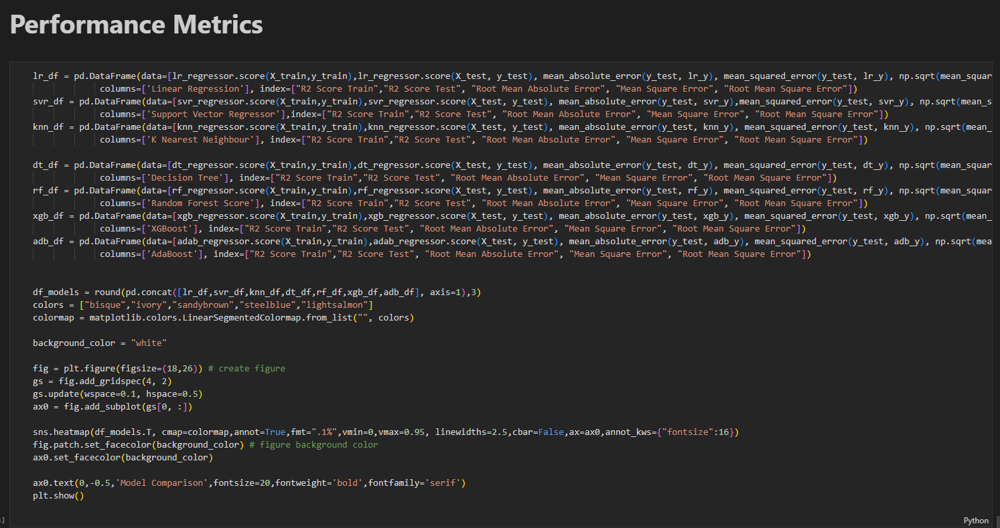 Performance Metrics
lr_df = pd.DataFrame(data=[lr_regressor.score(X_train,y_train),lr_regressor.score(X_test, y_test), mean_absolute_error(y_test, lr_y), mean_squared_error(y_test, lr_y), np.sqrt(mean_squar
columns=['Linear Regression'], index=["R2 Score Train","R2 Score Test", "Root Mean Absolute Error", "Mean Square Error", "Root Mean Square Error"])
svr_df = pd.DataFrame(data=[svr_regressor.score(X_train,y_train),svr_regressor.score(X_test, y_test), mean_absolute_error(y_test, svr_y),mean_squared_error(y_test, svr_y), np.sqrt(mean_s
columns=['Support Vector Regressor'],index=["R2 Score Train","R2 Score Test", "Root Mean Absolute Error", "Mean Square Error", "Root Mean Square Error"])
knn_df = pd.DataFrame(data=[knn_regressor.score(X_train,y_train),knn_regressor.score(X_test, y_test), mean_absolute_error(y_test, knn_y), mean_squared_error(y_test, knn_y), np.sqrt(mean_
columns=['K Nearest Neighbour'], index=["R2 Score Train","R2 Score Test", "Root Mean Absolute Error", "Mean Square Error", "Root Mean Square Error"])
dt_df = pd.DataFrame(data=[dt_regressor.score(X_train,y_train),dt_regressor.score(X_test, y_test), mean_absolute_error(y_test, dt_y), mean_squared_error(y_test, dt_y), np.sqrt(mean_squar
columns=['Decision Tree'], index=["R2 Score Train","R2 Score Test", "Root Mean Absolute Error", "Mean Square Error", "Root Mean Square Error"])
rf_df = pd.DataFrame(data=[rf_regressor.score(X_train,y_train),rf_regressor.score(X_test, y_test), mean_absolute_error(y_test, rf_y), mean_squared_error(y_test, rf_y), np.sqrt(mean_squar
columns=['Random Forest Score'], index=["R2 Score Train","R2 Score Test", "Root Mean Absolute Error", "Mean Square Error", "Root Mean Square Error"])
xgb_df = pd.DataFrame(data=[xgb_regressor.score(X_train,y_train),xgb_regressor.score(X_test, y_test), mean_absolute_error(y_test, xgb_y), mean_squared_error(y_test, xgb_y), np.sqrt(mean_
columns=['XGBoost'], index=["R2 Score Train","R2 Score Test", "Root Mean Absolute Error", "Mean Square Error", "Root Mean Square Error"])
adb_df = pd.DataFrame(data=[adab_regressor.score(X_train,y_train),adab_regressor.score(X_test, y_test), mean_absolute_error(y_test, adb_y), mean_squared_error(y_test, adb_y), np.sqrt(mea
columns=['AdaBoost'], index=["R2 Score Train","R2 Score Test", "Root Mean Absolute Error", "Mean Square Error", "Root Mean Square Error"])
df_models = round(pd.concat([lr_df,svr_df,knn_df,dt_df,rf_df,xgb_df,adb_df], axis=1),3)
colors = ["bisque","ivory","sandybrown","steelblue","lightsalmon"]
colormap = matplotlib.colors.LinearSegmentedColormap.from_list("", colors)
background_color = "white"
fig = plt.figure(figsize=(18,26)) # create figure
gs = fig.add_gridspec(4, 2)
gs.update(wspace=0.1, hspace=0.5)
ax0 = fig.add_subplot(gs[0, :])
sns.heatmap(df_models.T, cmap=colormap,annot=True,fmt=".1%",vmin=0,vmax=0.95, linewidths=2.5,cbar=False,ax=ax0,annot_kws={"fontsize":16})
fig.patch.set_facecolor(background_color) # figure background color
ax0.set_facecolor(background_color)
ax0.text(0,-0.5,'Model Comparison',fontsize=20,fontweight='bold',fontfamily='serif')
plt.show()
Python